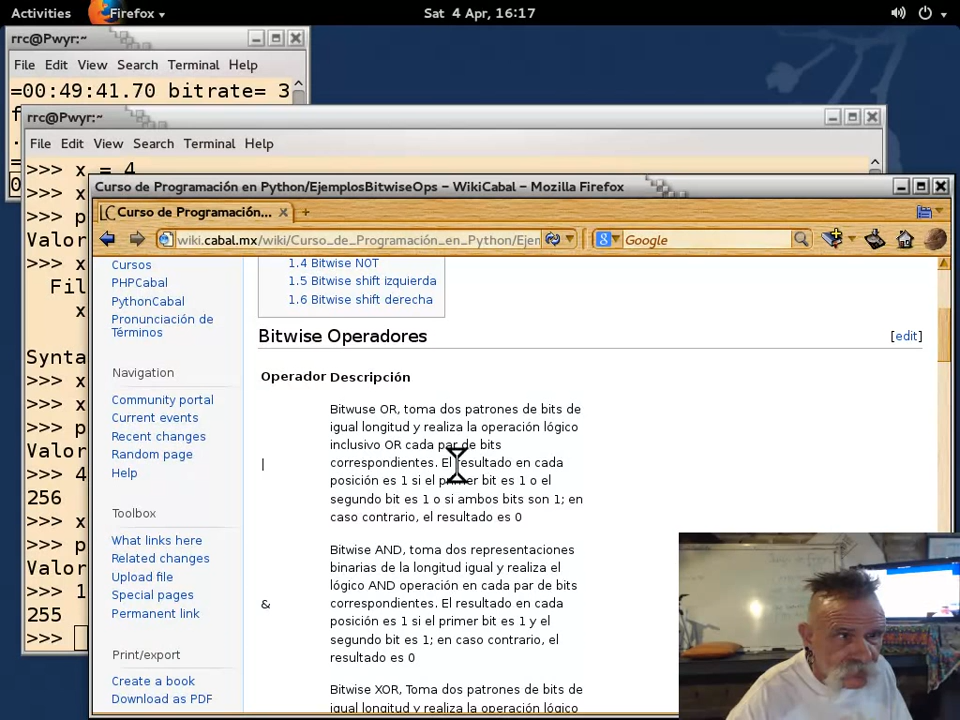 Activities Firefox Sat 4 Apr, 16:17
rrc@Pwyr:~
File Edit View Search Terminal Help
=00:49:41.70 bitrate= 3
f
.
=
0
rrc@Pwyr:~
File Edit View Search Terminal Help
>>> x = 4
>>> x
>>> p
Valor
>>> x
Fil
x
Synta
>>> x
>>> x
>>> p
Valor
>>> 4
256
>>> x
>>> p
Valor
>>> 1
255
>>>
Curso de Programación en Python/EjemplosBitwiseOps – WikiCabal – Mozilla Firefox
Curso de Programación...
wiki.cabal.mx/wiki/Curso_de_Programación_en_Python/Ejen
Google
Cursos
PHPCabal
PythonCabal
Pronunciación de
Términos
Navigation
Community portal
Current events
Recent changes
Random page
Help
Toolbox
What links here
Related changes
Upload file
Special pages
Permanent link
Print/export
Create a book
Download as PDF
1.4 Bitwise NOT
1.5 Bitwise shift izquierda
1.6 Bitwise shift derecha
Bitwise Operadores [edit]
Operador Descripción
Bitwuse OR, toma dos patrones de bits de
igual longitud y realiza la operación lógico
inclusivo OR cada par de bits
| correspondientes. El resultado en cada
posición es 1 si el primer bit es 1 o el
segundo bit es 1 o si ambos bits son 1; en
caso contrario, el resultado es 0
Bitwise AND, toma dos representaciones
binarias de la longitud igual y realiza el
lógico AND operación en cada par de bits
& correspondientes. El resultado en cada
posición es 1 si el primer bit es 1 y el
segundo bit es 1; en caso contrario, el
resultado es 0
Bitwise XOR, Toma dos patrones de bits de
igual longitud y realiza la operación lógico